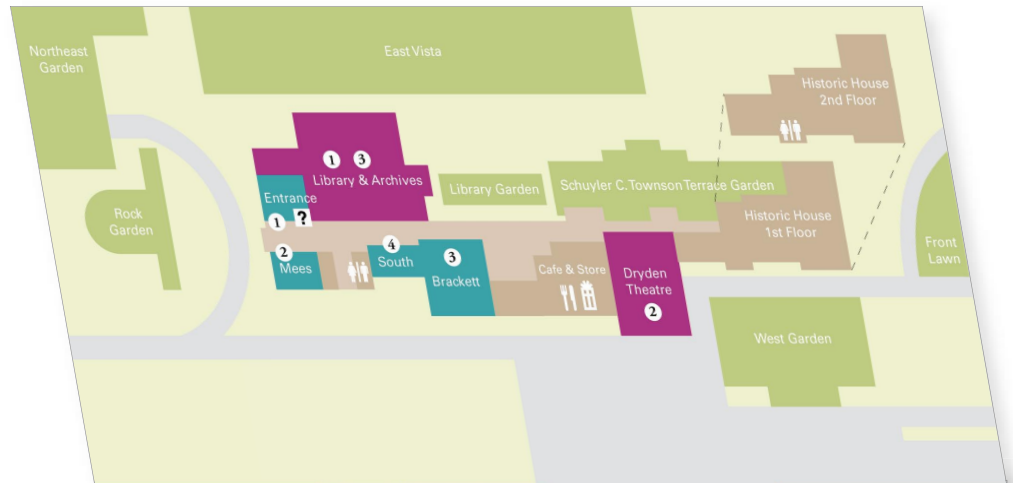 Northeast
Garden
East Vista
Historic House
2nd Floor
1 3
Library & Archives
Library Garden
Schuyler C. Townson Terrace Garden
Entrance
?
1
Rock
Garden
Historic House
1st Floor
Front
Lawn
2
Mees
4
South
3
Brackett
Cafe & Store
Dryden
Theatre
2
West Garden